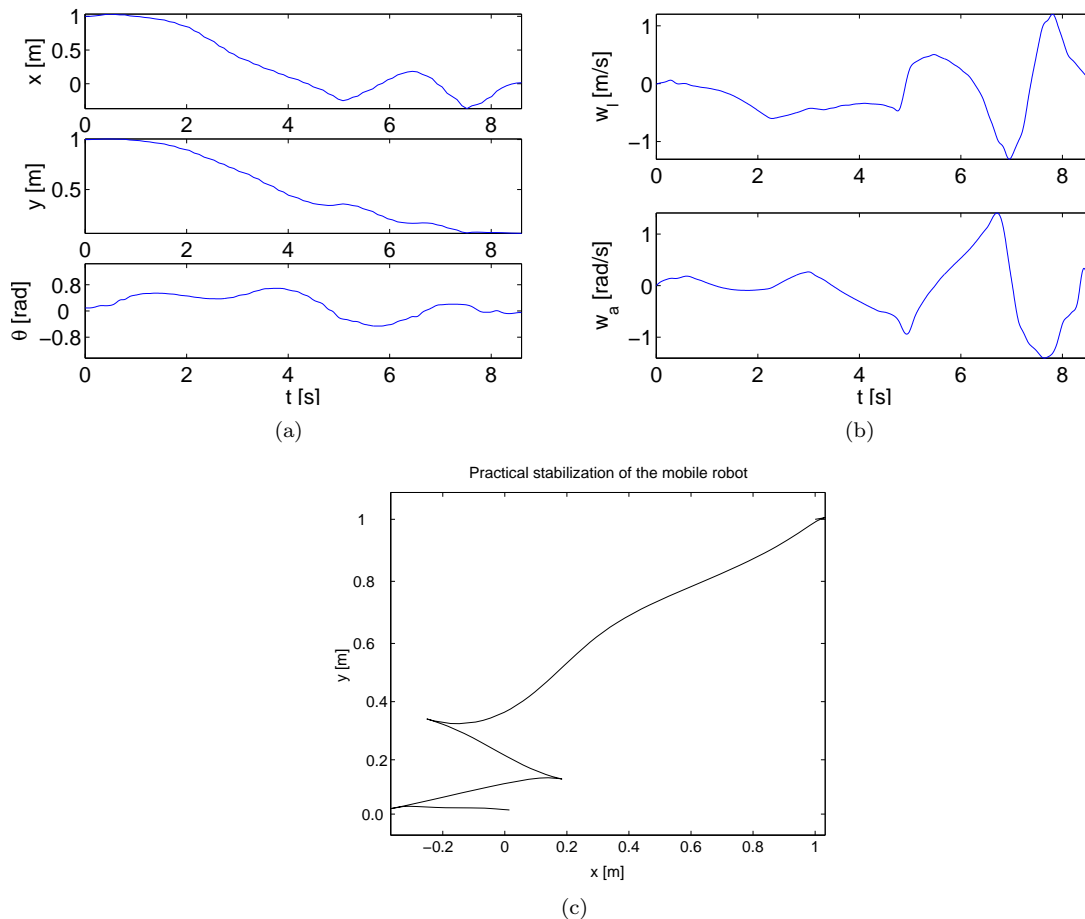 x [m]
1
0.5
0
0 2 4 6 8
y [m]
1
0.5
0 2 4 6 8
θ [rad]
0.8
0
−0.8
0 2 4 6 8
t [s]
(a)
w_l [m/s]
1
0
−1
0 2 4 6 8
w_a [rad/s]
1
0
−1
0 2 4 6 8
t [s]
(b)
Practical stabilization of the mobile robot
y [m]
1
0.8
0.6
0.4
0.2
0.0
−0.2 0 0.2 0.4 0.6 0.8 1
x [m]
(c)